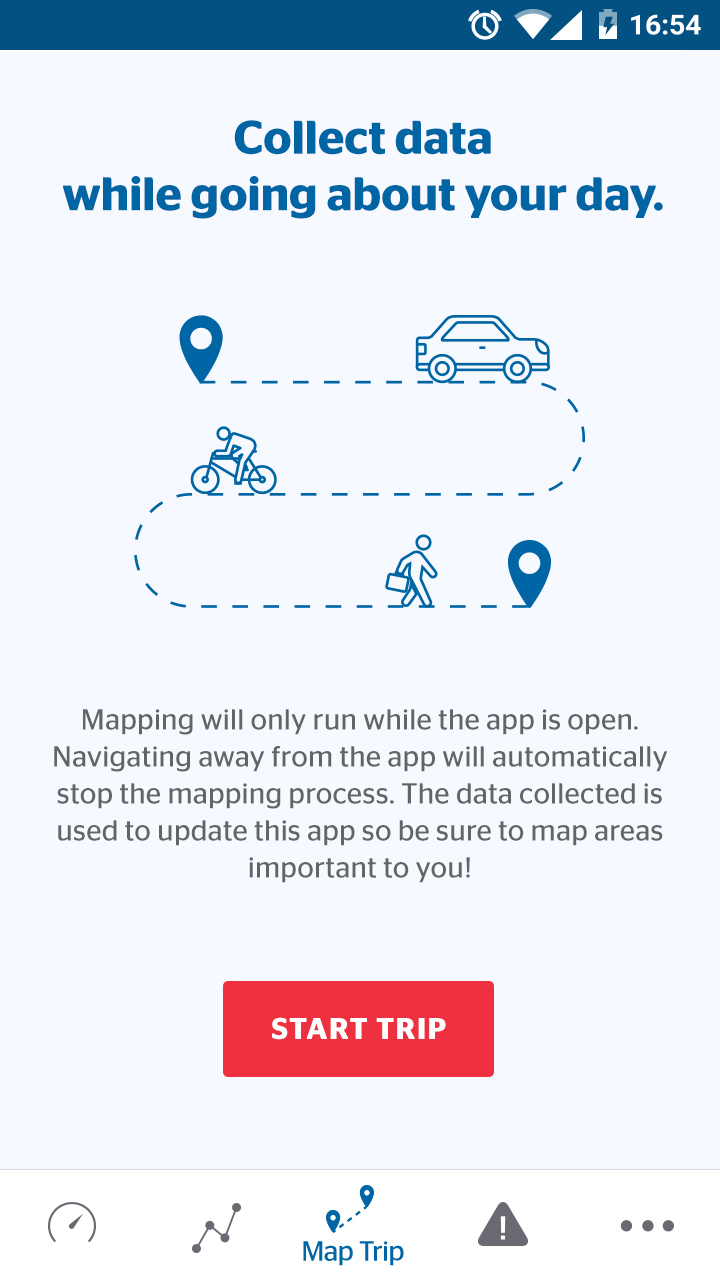 16:54
Collect data
while going about your day.
Mapping will only run while the app is open.
Navigating away from the app will automatically
stop the mapping process. The data collected is
used to update this app so be sure to map areas
important to you!
START TRIP
Map Trip